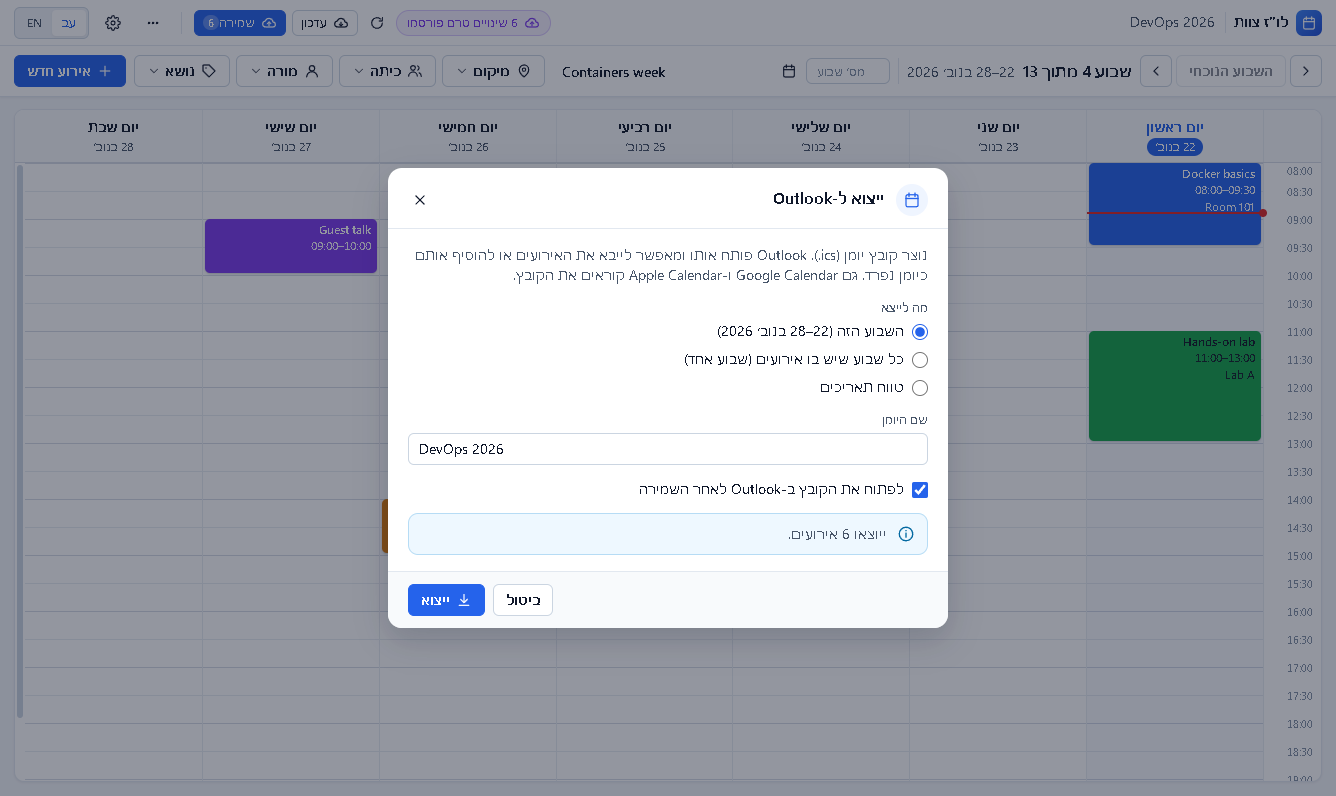 לו״ז צוות
DevOps 2026
6 שינויים טרם פורסמו
עדכון
שמירה 6
עב
EN
השבוע הנוכחי
שבוע 4 מתוך 13
22–28 בנוב׳ 2026
מס׳ שבוע
Containers week
מיקום
כיתה
מורה
נושא
אירוע חדש
יום ראשון
22 בנוב׳
יום שני
23 בנוב׳
יום שלישי
24 בנוב׳
יום רביעי
25 בנוב׳
יום חמישי
26 בנוב׳
יום שישי
27 בנוב׳
יום שבת
28 בנוב׳
08:00
08:30
09:00
09:30
10:00
10:30
11:00
11:30
12:00
12:30
13:00
13:30
14:00
14:30
15:00
15:30
16:00
16:30
17:00
17:30
18:00
18:30
19:00
Docker basics
08:00–09:30
Room 101
Hands-on lab
11:00–13:00
Lab A
Guest talk
09:00–10:00
ייצוא ל-Outlook
נוצר קובץ יומן (.ics). Outlook פותח אותו ומאפשר לייבא את האירועים או להוסיף אותם
כיומן נפרד. גם Google Calendar ו-Apple Calendar קוראים את הקובץ.
מה לייצא
השבוע הזה (22–28 בנוב׳ 2026)
כל שבוע שיש בו אירועים (שבוע אחד)
טווח תאריכים
שם היומן
DevOps 2026
לפתוח את הקובץ ב-Outlook לאחר השמירה
ייוצאו 6 אירועים.
ביטול
ייצוא